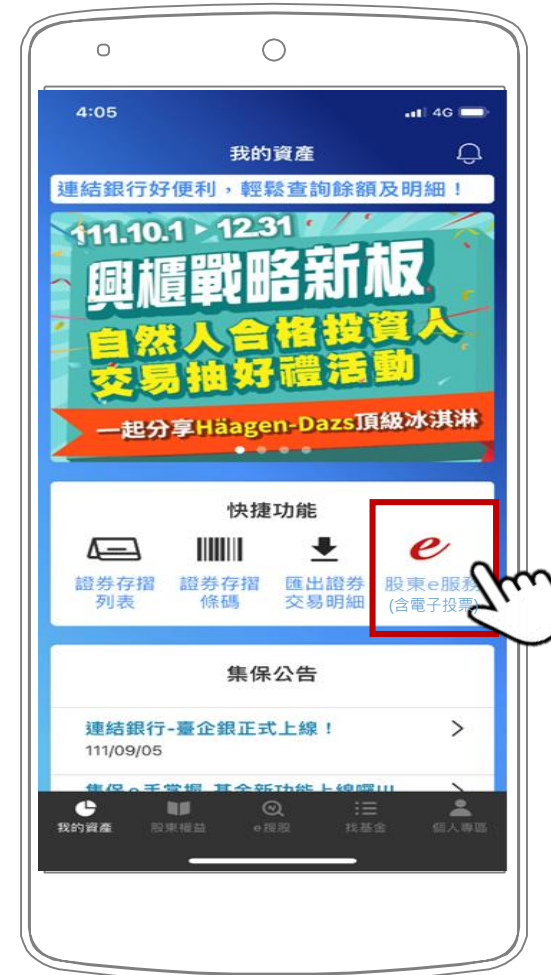 4:05
4G
我的資產
連結銀行好便利，輕鬆查詢餘額及明細！
111.10.1 ▸ 12.31
興櫃戰略新板
自然人合格投資人
交易抽好禮活動
一起分享Häagen-Dazs頂級冰淇淋
快捷功能
e
證券存摺
列表
證券存摺
條碼
匯出證券
交易明細
股東e服務
(含電子投票)
集保公告
連結銀行-臺企銀正式上線！
111/09/05
集保e手掌握-基金新功能上線囉!!!
我的資產
股東權益
e搜股
找基金
個人專區